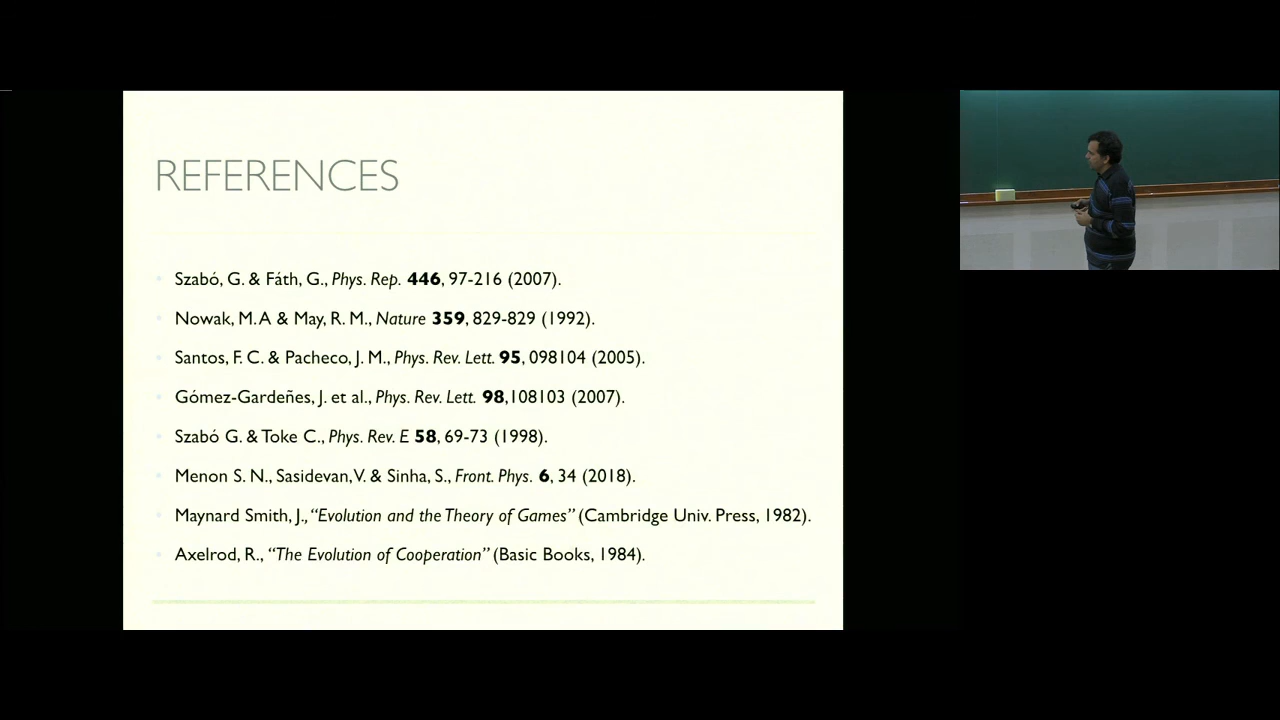 REFERENCES
Szabó, G. & Fáth, G., Phys. Rep. 446, 97-216 (2007).
Nowak, M.A & May, R. M., Nature 359, 829-829 (1992).
Santos, F. C. & Pacheco, J. M., Phys. Rev. Lett. 95, 098104 (2005).
Gómez-Gardeñes, J. et al., Phys. Rev. Lett. 98,108103 (2007).
Szabó G. & Toke C., Phys. Rev. E 58, 69-73 (1998).
Menon S. N., Sasidevan,V. & Sinha, S., Front. Phys. 6, 34 (2018).
Maynard Smith, J., “Evolution and the Theory of Games” (Cambridge Univ. Press, 1982).
Axelrod, R., “The Evolution of Cooperation” (Basic Books, 1984).